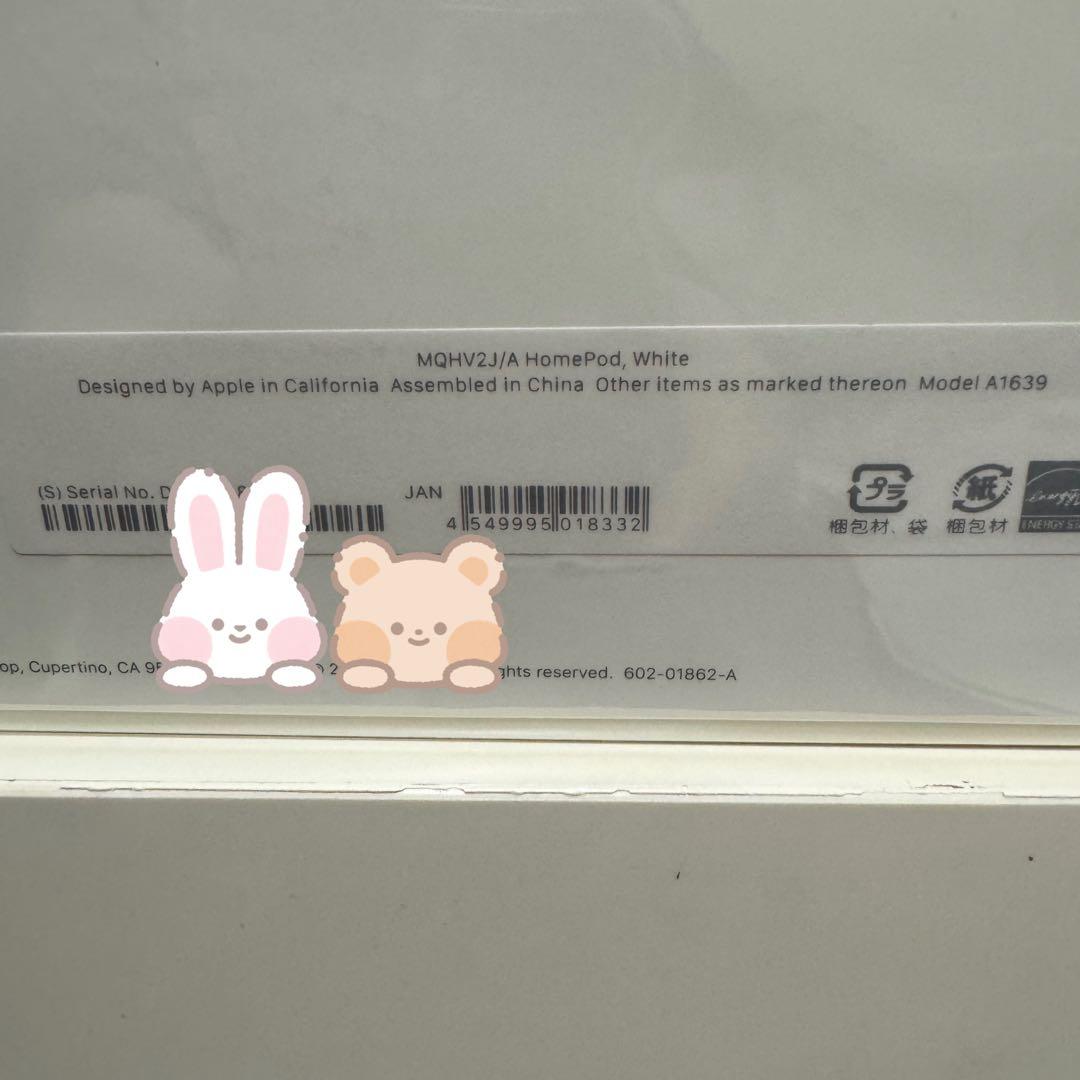 MQHV2J/A HomePod, White
Designed by Apple in California Assembled in China Other items as marked thereon Model A1639
(S) Serial No. D
JAN
4 549995 018332
プラ
紙
梱包材、袋
梱包材
ENERGY
op, Cupertino, CA 95
ghts reserved. 602-01862-A